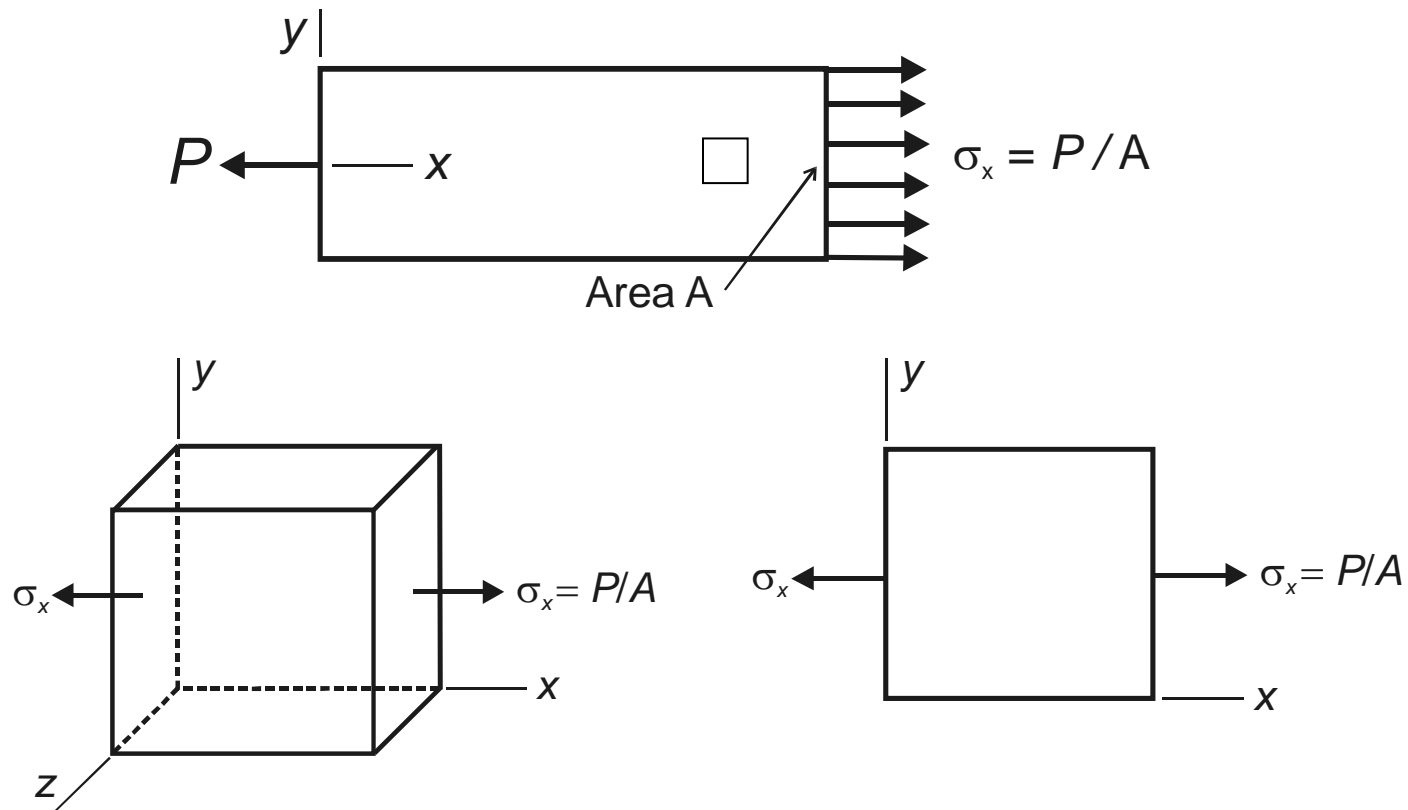 y
P
x
σx = P / A
Area A
y
σx
σx = P/A
x
z
y
σx
σx = P/A
x